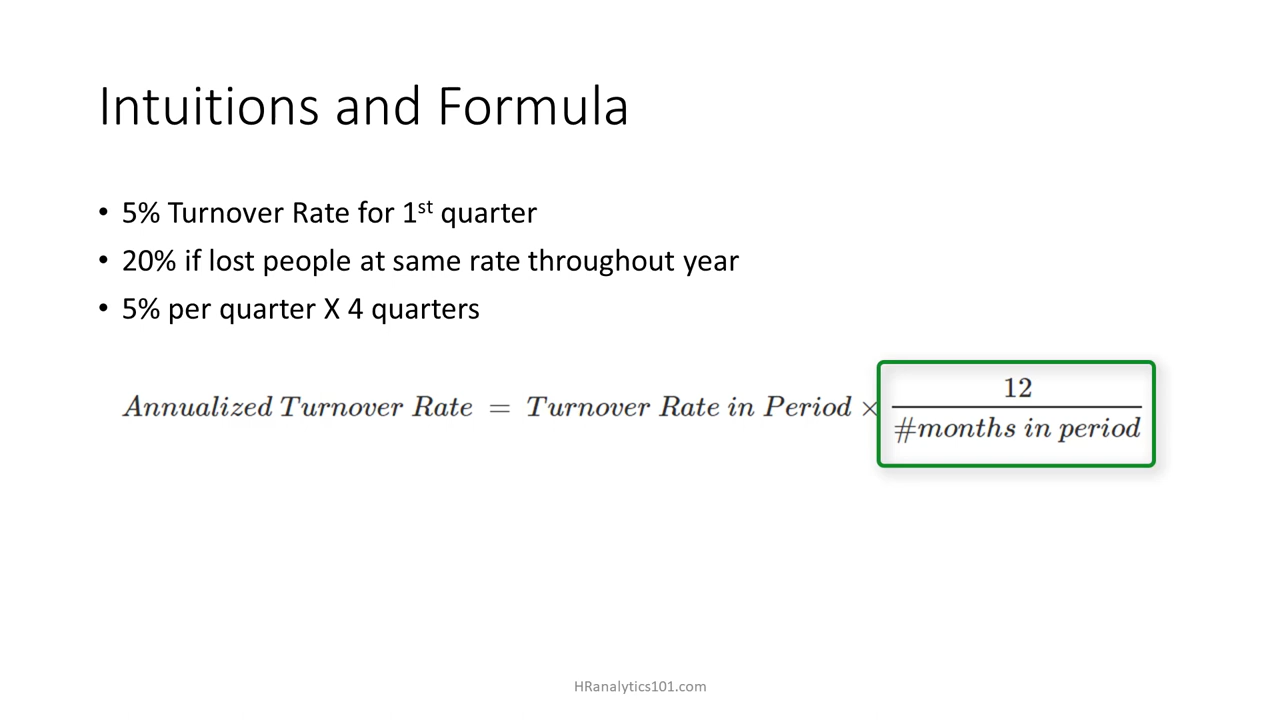 Intuitions and Formula
• 5% Turnover Rate for 1st quarter
• 20% if lost people at same rate throughout year
• 5% per quarter X 4 quarters
Annualized Turnover Rate = Turnover Rate in Period × 12 / #months in period
HRanalytics101.com